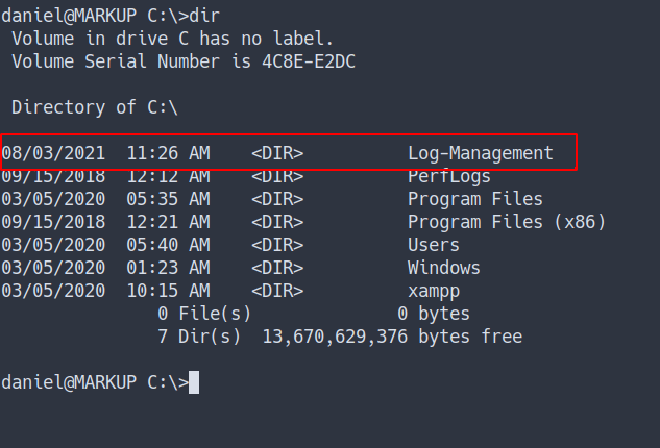 daniel@MARKUP C:\>dir
Volume in drive C has no label.
Volume Serial Number is 4C8E-E2DC
Directory of C:\
08/03/2021  11:26 AM    <DIR>          Log-Management
09/15/2018  12:12 AM    <DIR>          PerfLogs
03/05/2020  05:35 AM    <DIR>          Program Files
09/15/2018  12:21 AM    <DIR>          Program Files (x86)
03/05/2020  05:40 AM    <DIR>          Users
03/05/2020  01:23 AM    <DIR>          Windows
03/05/2020  10:15 AM    <DIR>          xampp
0 File(s)              0 bytes
7 Dir(s)  13,670,629,376 bytes free
daniel@MARKUP C:\>